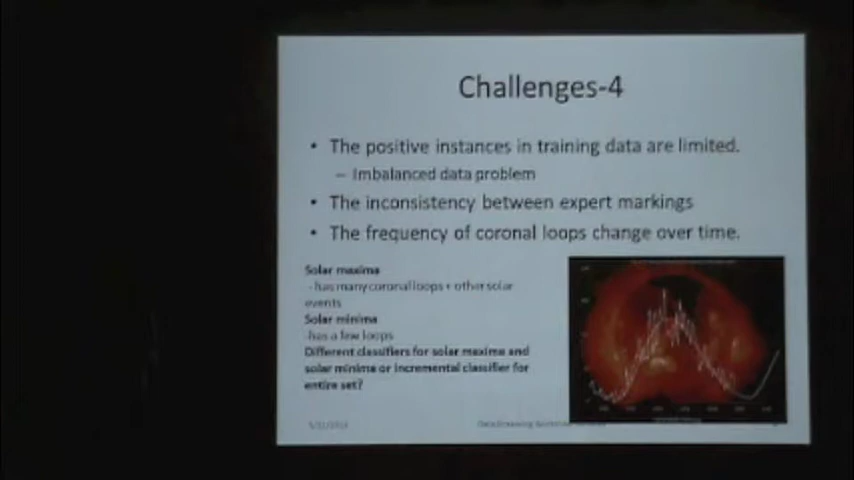 Challenges-4
• The positive instances in training data are limited.
– Imbalanced data problem
• The inconsistency between expert markings
• The frequency of coronal loops change over time.
Solar maxima
- has many coronal loops + other solar
events
Solar minima
-has a few loops
Different classifiers for solar maxima and
solar minima or incremental classifier for
entire set?